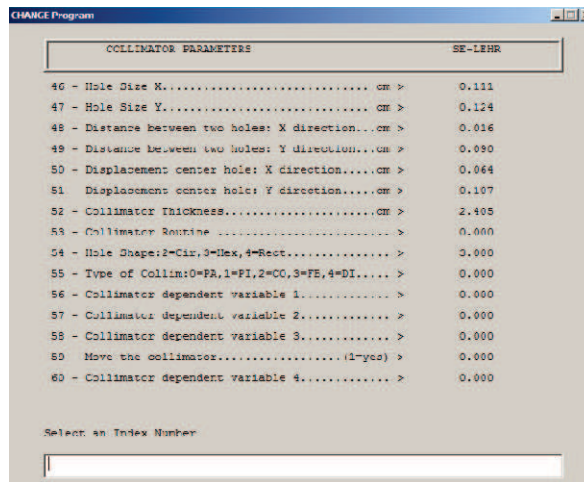 CHANGE Program
COLLIMATOR PARAMETERS SE-LEHR
46 - Hole Size X.............................. cm > 0.111
47 - Hole Size Y.............................. cm > 0.124
48 - Distance between two holes: X direction...cm > 0.016
49 - Distance between two holes: Y direction...cm > 0.090
50 - Displacement center hole: X direction.....cm > 0.064
51 Displacement center hole: Y direction.....cm > 0.107
52 - Collimator Thickness.....................cm > 2.405
53 - Collimator Routine ......................... > 0.000
54 - Hole Shape:2=Cir,3=Hex,4=Rect............... > 3.000
55 - Type of Collim:0=PA,1=PI,2=CO,3=FE,4=DI..... > 0.000
56 - Collimator dependent variable 1............. > 0.000
57 - Collimator dependent variable 2............. > 0.000
58 - Collimator dependent variable 3............. > 0.000
59 Move the collimator..................(1=yes) > 0.000
60 - Collimator dependent variable 4............. > 0.000
Select an Index Number